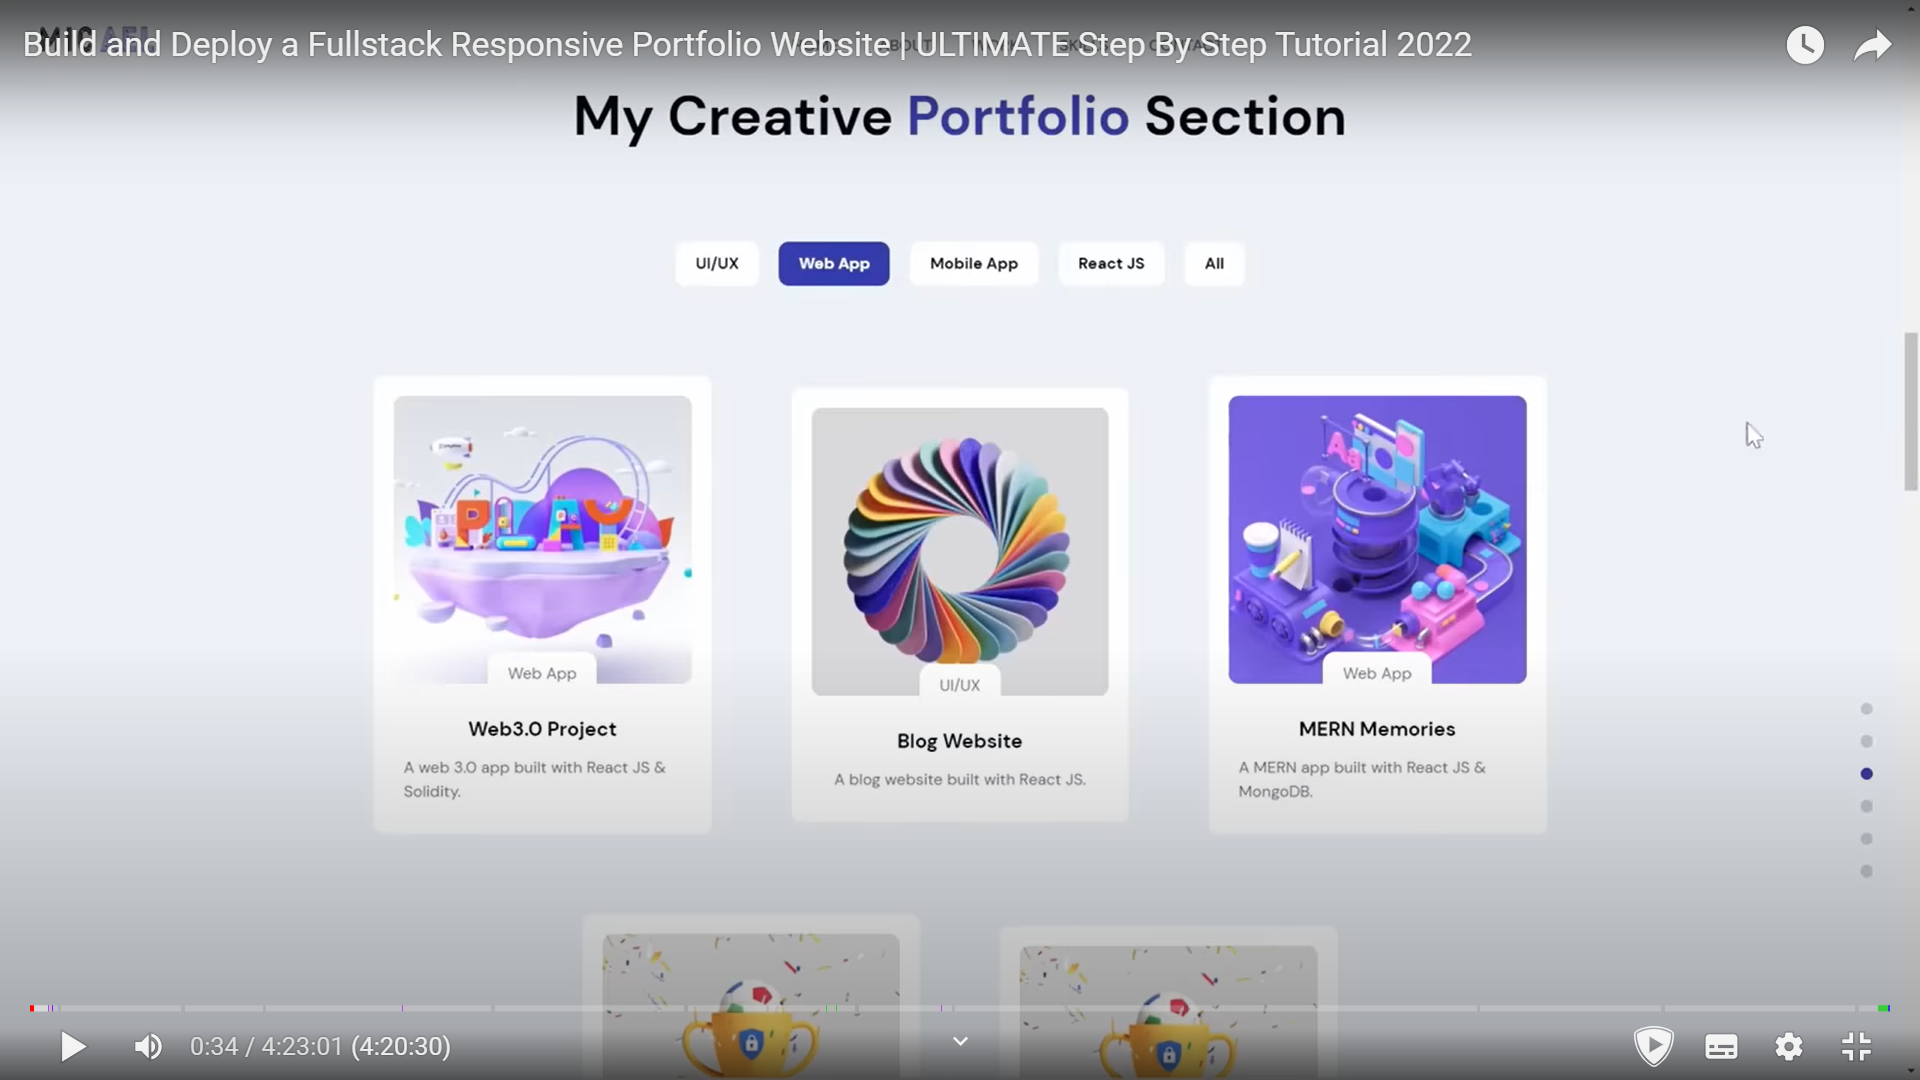 Build and Deploy a Fullstack Responsive Portfolio Website | ULTIMATE Step By Step Tutorial 2022
My Creative Portfolio Section
UI/UX
Web App
Mobile App
React JS
All
PLAY
Web App
Web3.0 Project
A web 3.0 app built with React JS &
Solidity.
UI/UX
Blog Website
A blog website built with React JS.
Aa
Web App
MERN Memories
A MERN app built with React JS &
MongoDB.
0:34 / 4:23:01 (4:20:30)